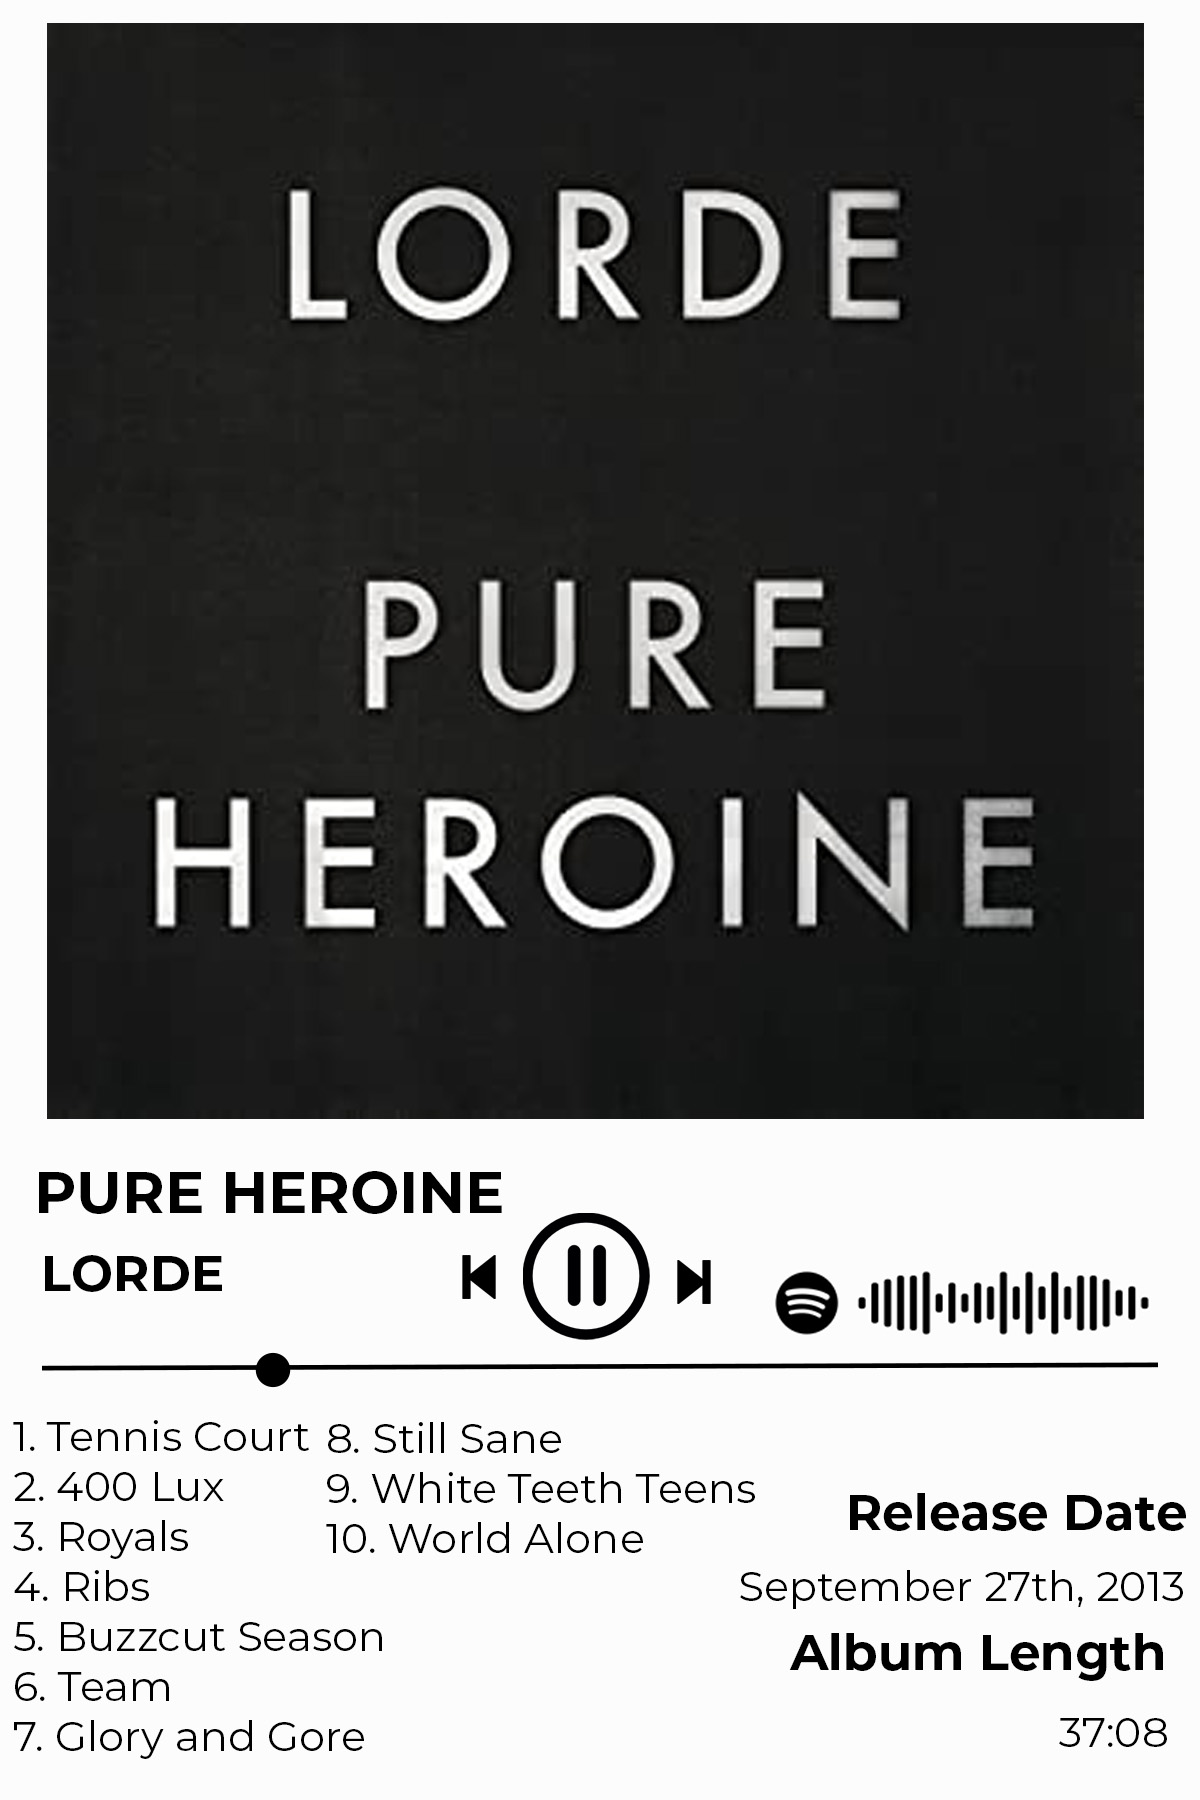 LORDE
PURE
HEROINE
PURE HEROINE
LORDE
1. Tennis Court
2. 400 Lux
3. Royals
4. Ribs
5. Buzzcut Season
6. Team
7. Glory and Gore
8. Still Sane
9. White Teeth Teens
10. World Alone
Release Date
September 27th, 2013
Album Length
37:08